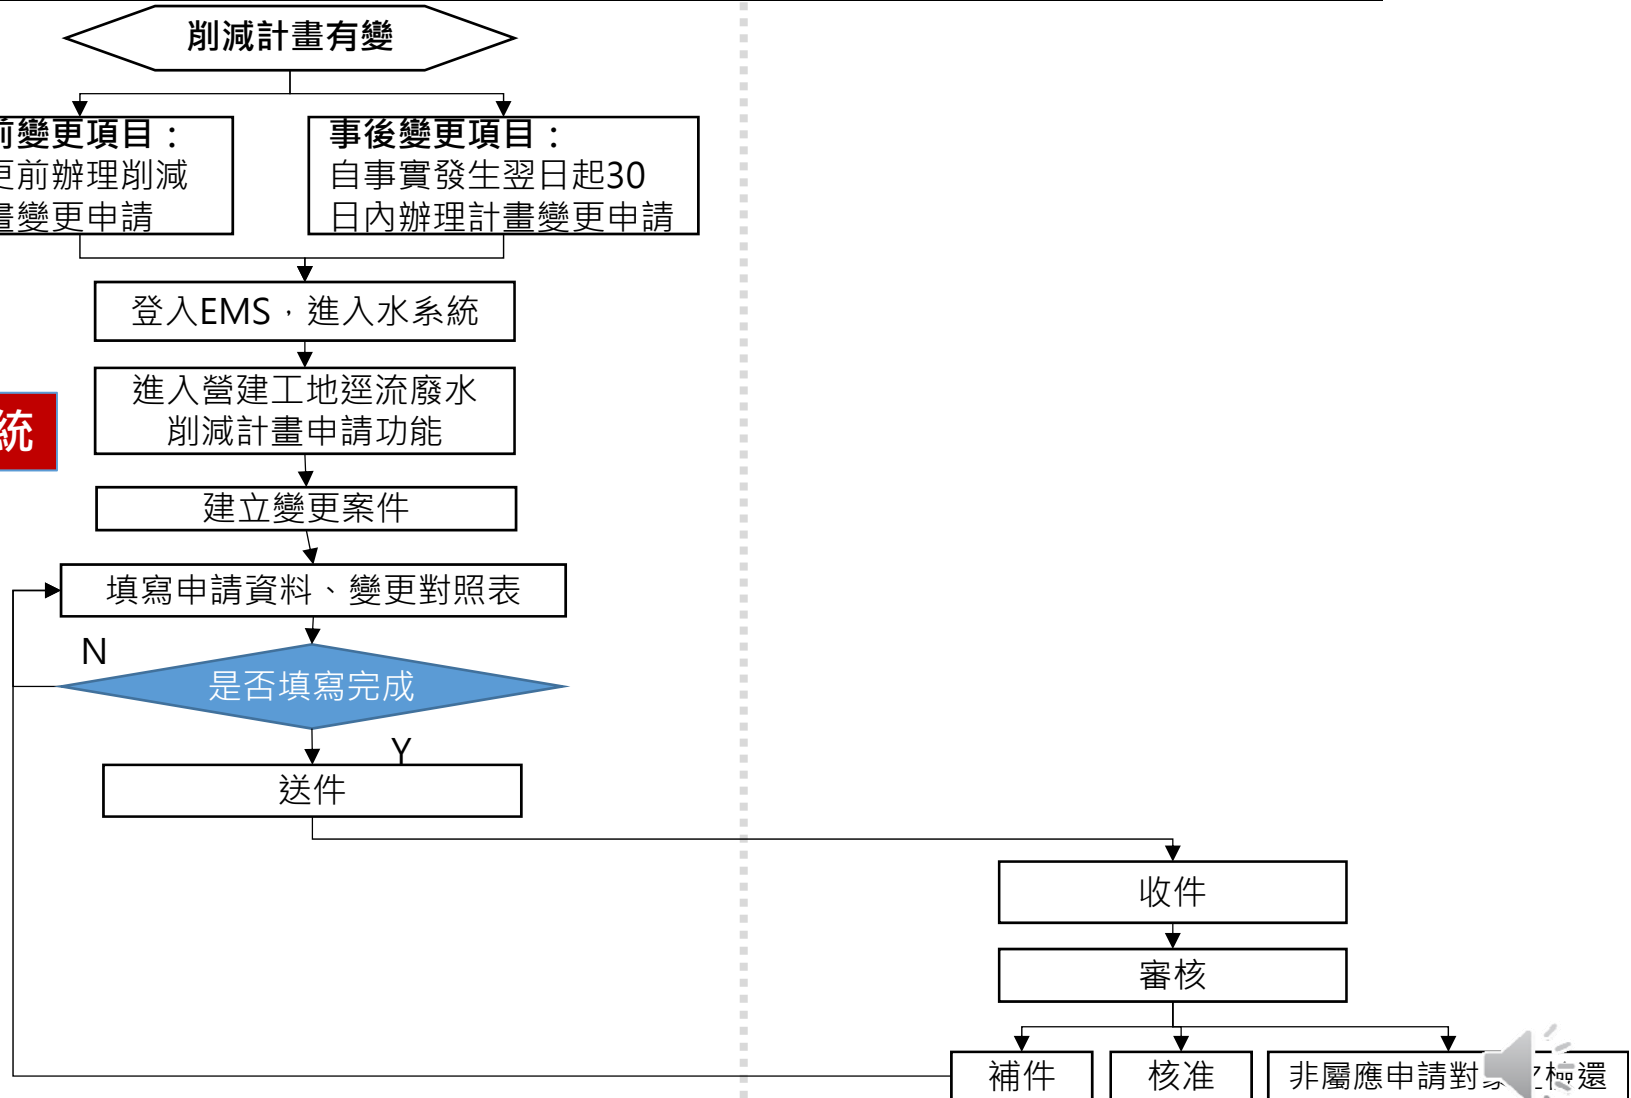 削減計畫有變
前變更項目：
更前辦理削減
畫變更申請
事後變更項目：
自事實發生翌日起30
日內辦理計畫變更申請
登入EMS，進入水系統
進入營建工地逕流廢水
削減計畫申請功能
統
建立變更案件
填寫申請資料、變更對照表
N
是否填寫完成
Y
送件
收件
審核
補件
核准
非屬應申請對象之檢還